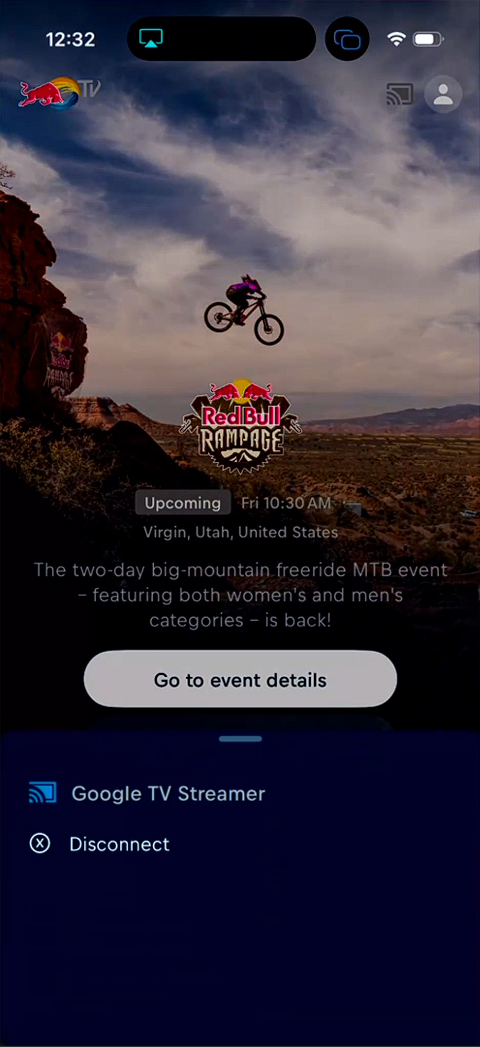 12:32
TV
Red Bull
RAMPAGE
RAMPAGE
Upcoming Fri 10:30 AM
Virgin, Utah, United States
The two-day big-mountain freeride MTB event
– featuring both women's and men's
categories – is back!
Go to event details
Google TV Streamer
Disconnect